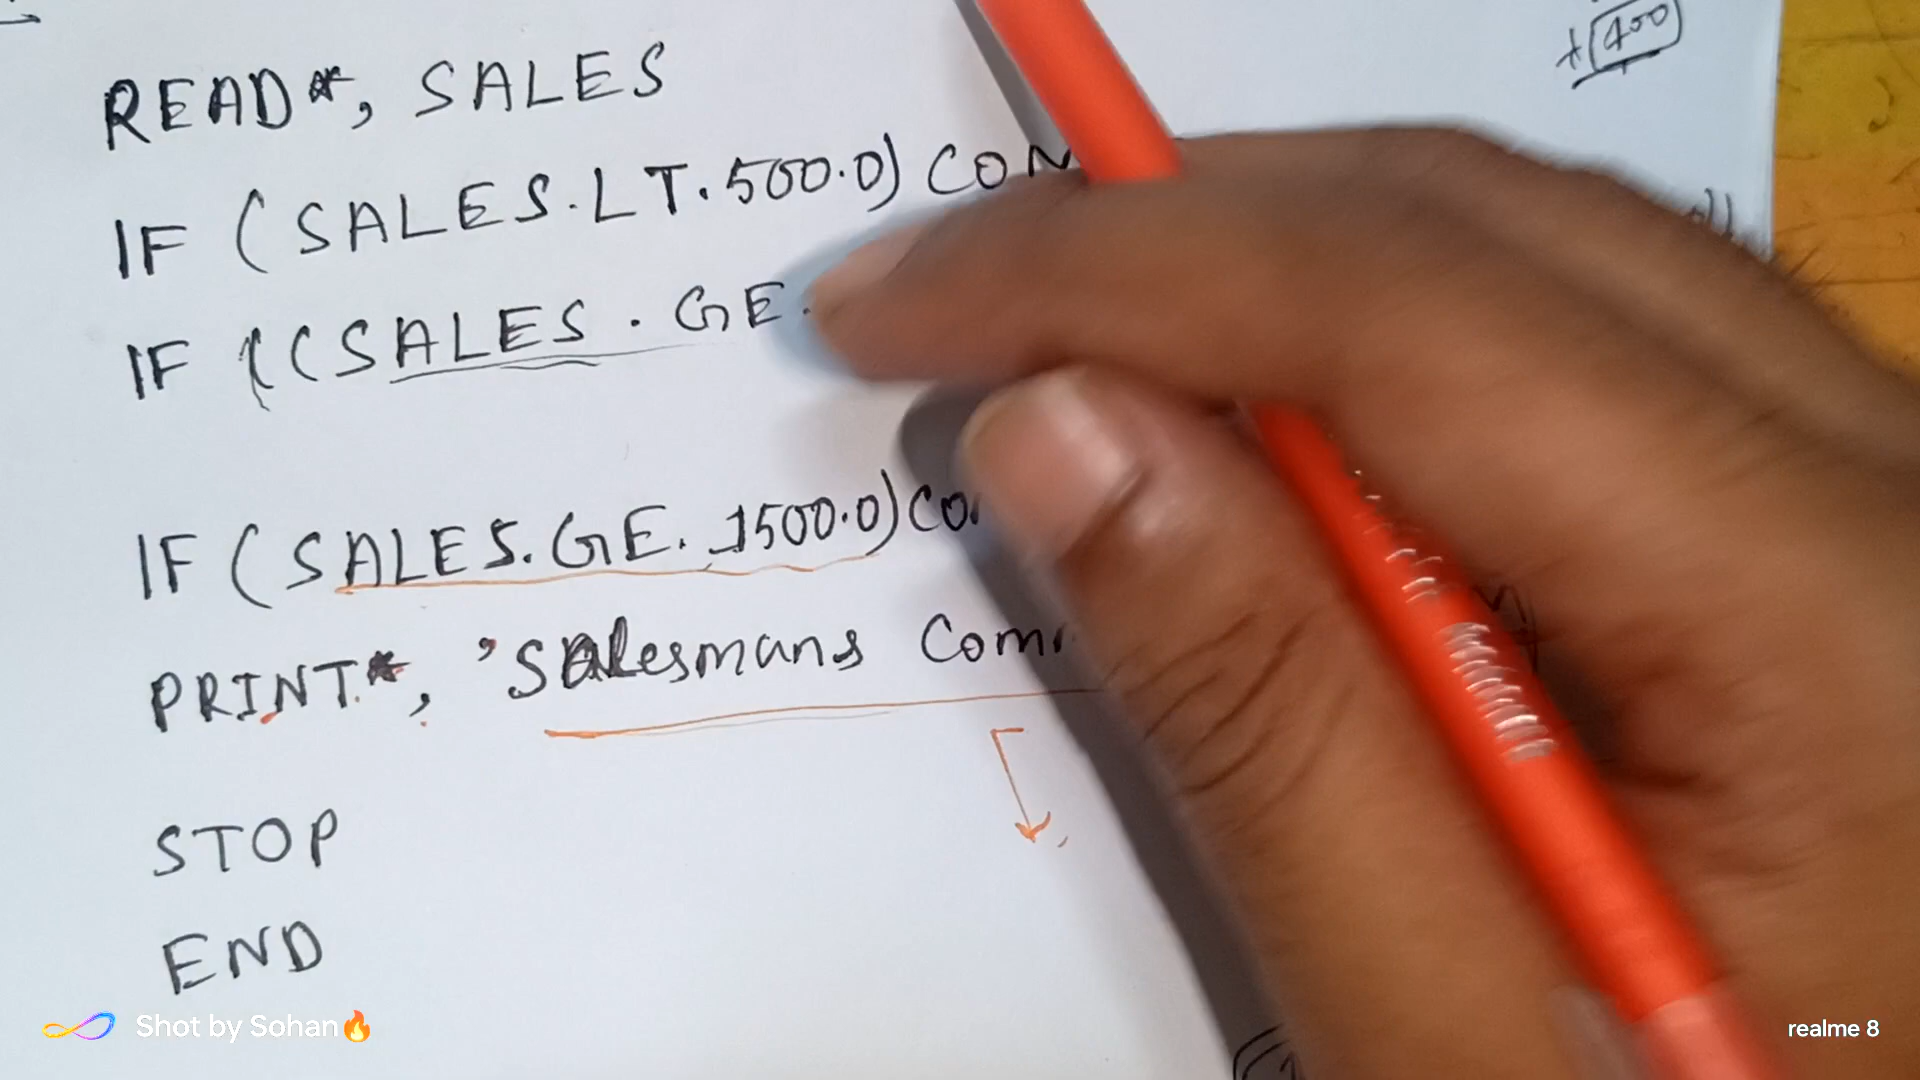 400
READ*, SALES
IF (SALES.LT.500.0) CON
IF ((SALES.GE.
IF (SALES.GE.1500.0) CO
PRINT*, 'Salesmans Com
STOP
END
Shot by Sohan🔥
realme 8